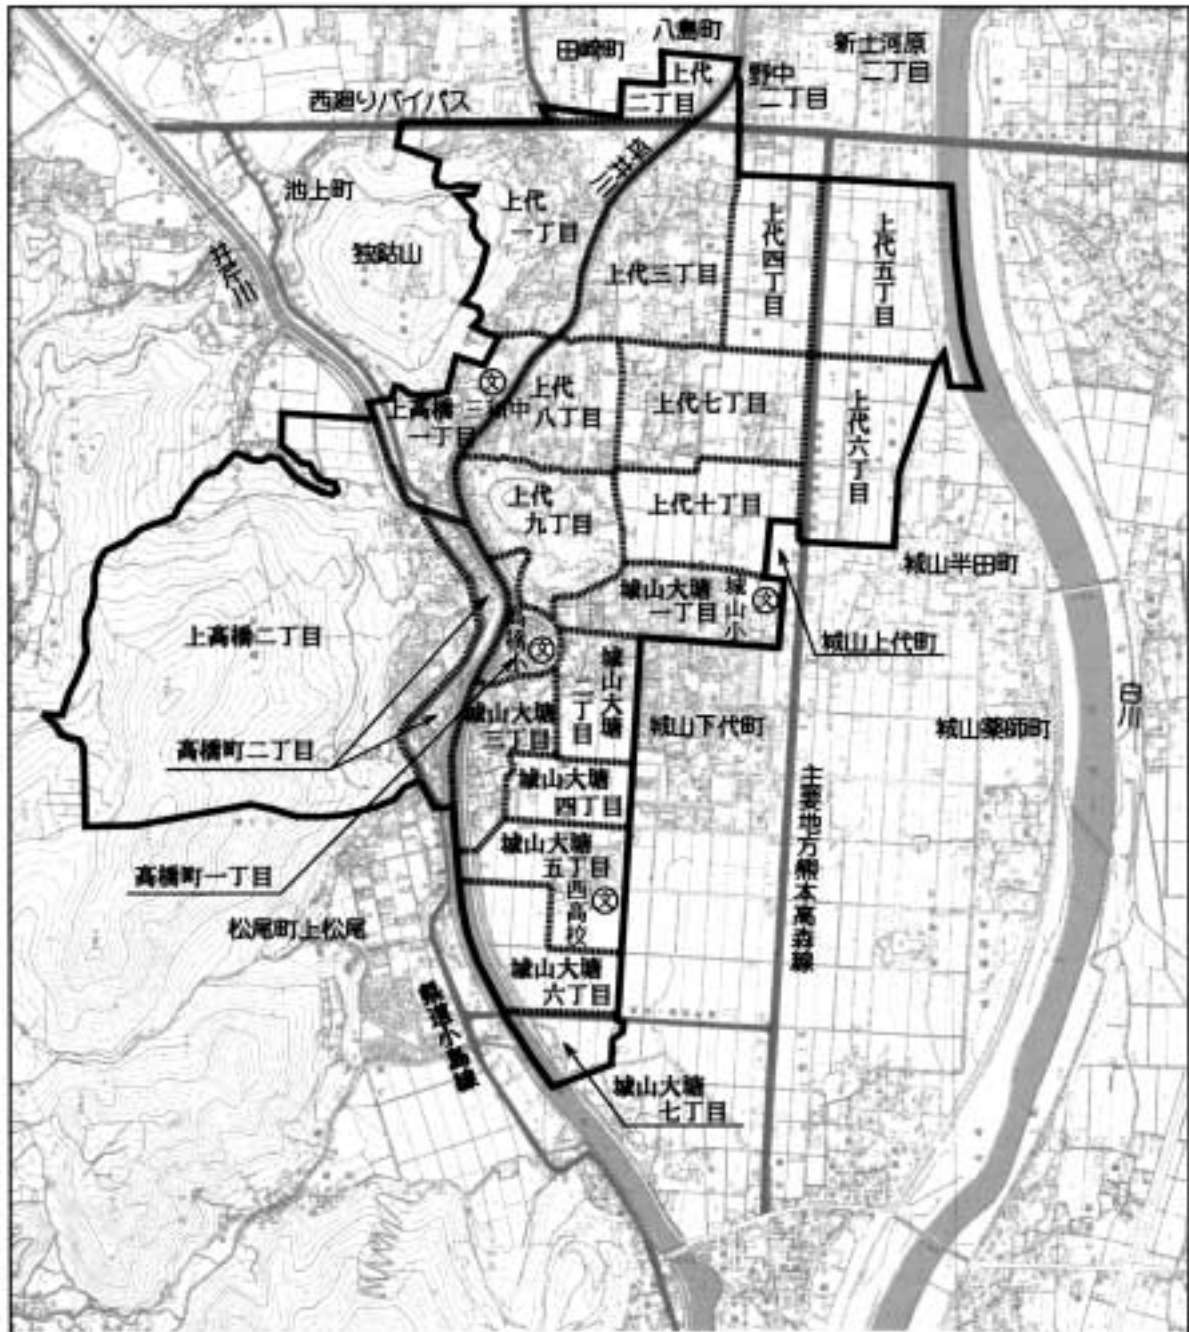 八島町
田崎町
新土河原
二丁目
上代
二丁目
野中
二丁目
西廻りバイパス
池上町
独鈷山
井芹川
上代
一丁目
上代三丁目
上代四丁目
上代五丁目
上高橋
一丁目
三和中
上代
八丁目
上代七丁目
上代六丁目
上代
九丁目
上代十丁目
城山半田町
上高橋二丁目
高橋小
城山大塘
一丁目
城山小
城山上代町
白川
高橋町二丁目
城山大塘
三丁目
城山大塘
二丁目
城山下代町
城山薬師町
城山大塘
四丁目
主要地方熊本高森線
高橋町一丁目
城山大塘
五丁目
西高校
松尾町上松尾
城山大塘
六丁目
県道小島線
城山大塘
七丁目
文
文
文
文